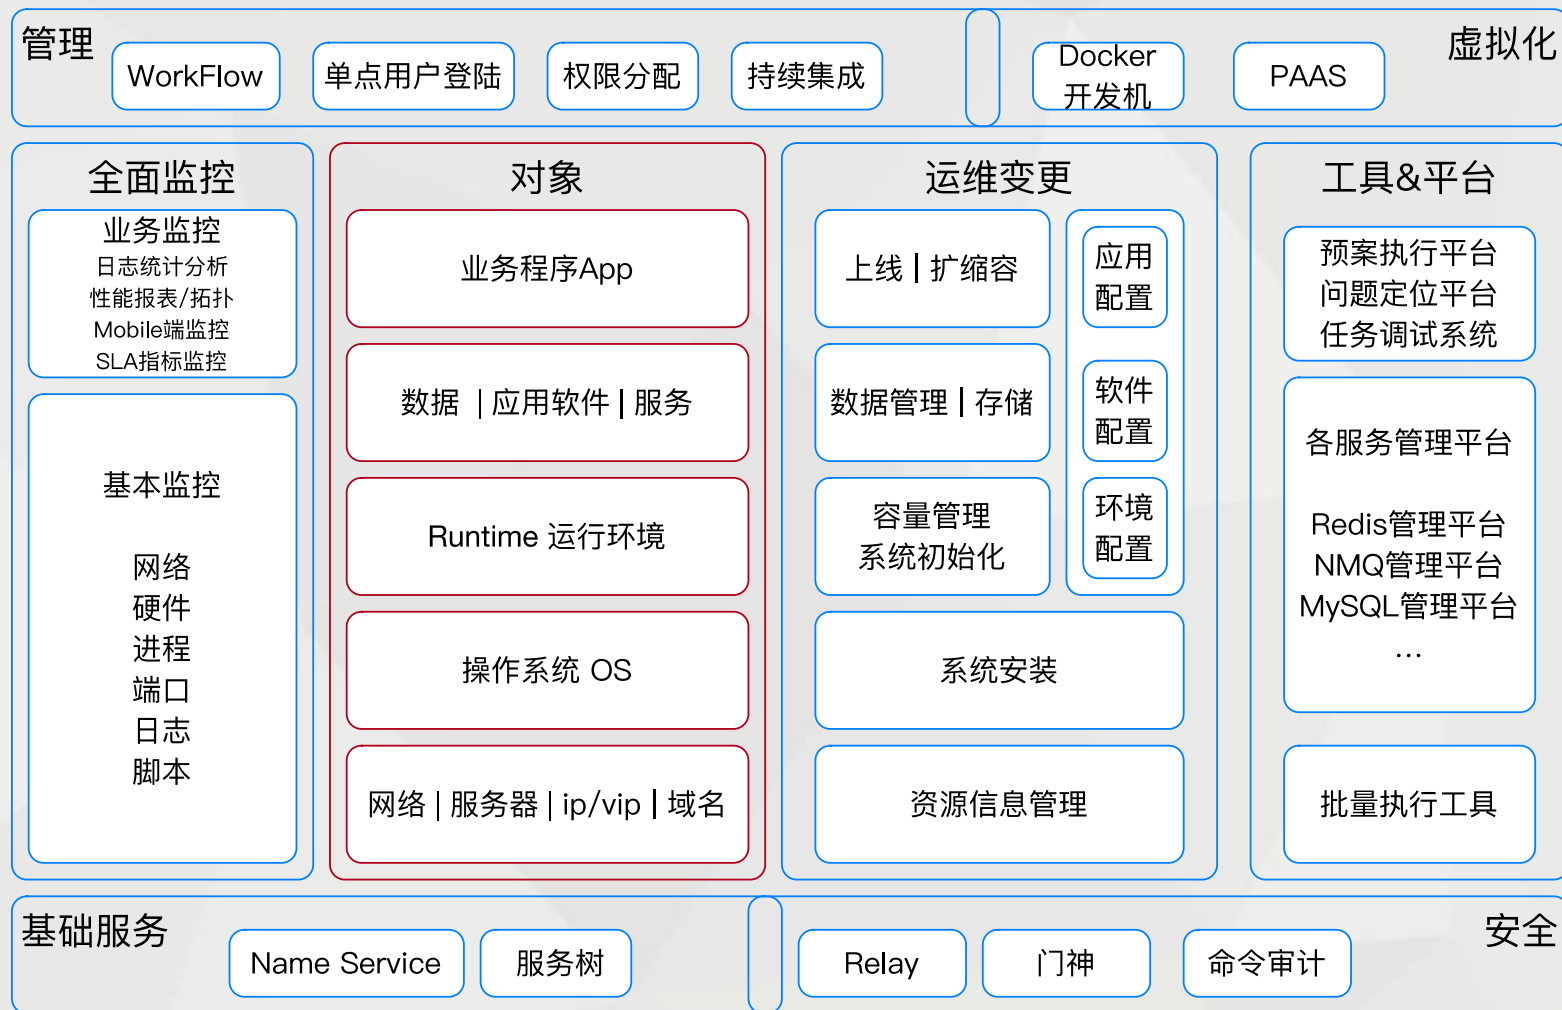 管理
WorkFlow
单点用户登陆
权限分配
持续集成
Docker
开发机
PAAS
虚拟化
全面监控
业务监控
日志统计分析
性能报表/拓扑
Mobile端监控
SLA指标监控
基本监控
网络
硬件
进程
端口
日志
脚本
对象
业务程序App
数据 | 应用软件 | 服务
Runtime 运行环境
操作系统 OS
网络 | 服务器 | ip/vip | 域名
运维变更
上线 | 扩缩容
数据管理 | 存储
容量管理
系统初始化
应用
配置
软件
配置
环境
配置
系统安装
资源信息管理
工具&平台
预案执行平台
问题定位平台
任务调试系统
各服务管理平台
Redis管理平台
NMQ管理平台
MySQL管理平台
...
批量执行工具
基础服务
Name Service
服务树
Relay
门神
命令审计
安全